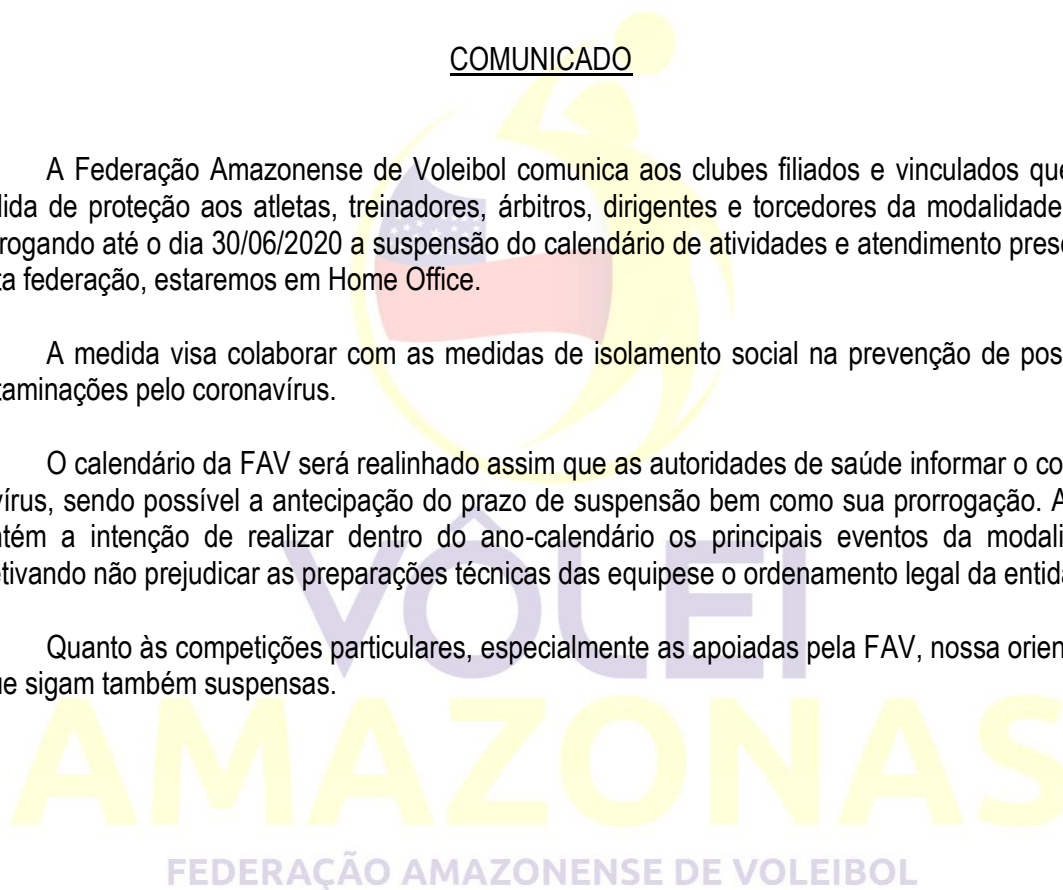 COMUNICADO
A Federação Amazonense de Voleibol comunica aos clubes filiados e vinculados que
lida de proteção aos atletas, treinadores, árbitros, dirigentes e torcedores da modalidade
rogando até o dia 30/06/2020 a suspensão do calendário de atividades e atendimento prese
ta federação, estaremos em Home Office.
A medida visa colaborar com as medidas de isolamento social na prevenção de pos
taminações pelo coronavírus.
O calendário da FAV será realinhado assim que as autoridades de saúde informar o co
vírus, sendo possível a antecipação do prazo de suspensão bem como sua prorrogação. A
ntém a intenção de realizar dentro do ano-calendário os principais eventos da modali
etivando não prejudicar as preparações técnicas das equipese o ordenamento legal da entida
Quanto às competições particulares, especialmente as apoiadas pela FAV, nossa orien
ue sigam também suspensas.
VÔLEI
AMAZONAS
FEDERAÇÃO AMAZONENSE DE VOLEIBOL